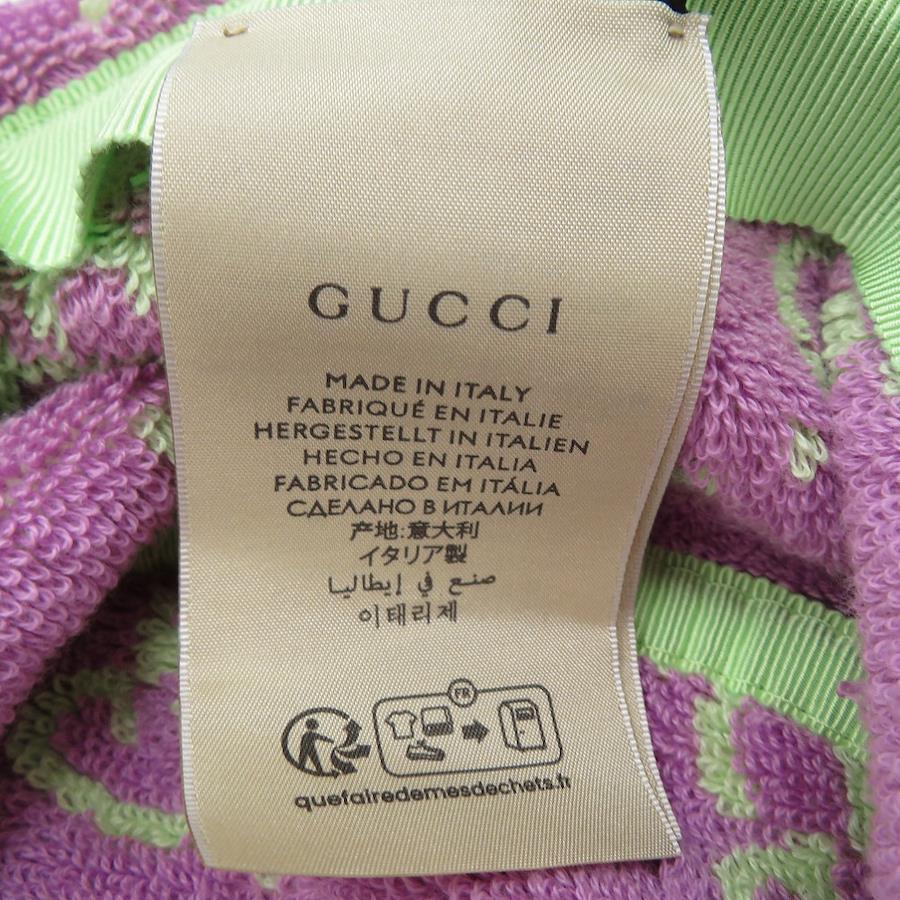 GUCCI
MADE IN ITALY
FABRIQUÉ EN ITALIE
HERGESTELLT IN ITALIEN
HECHO EN ITALIA
FABRICADO EM ITÁLIA
СДЕЛАНО В ИТАЛИИ
产地:意大利
イタリア製
صنع في إيطاليا
이태리제
FR
quefairedemesdechets.fr